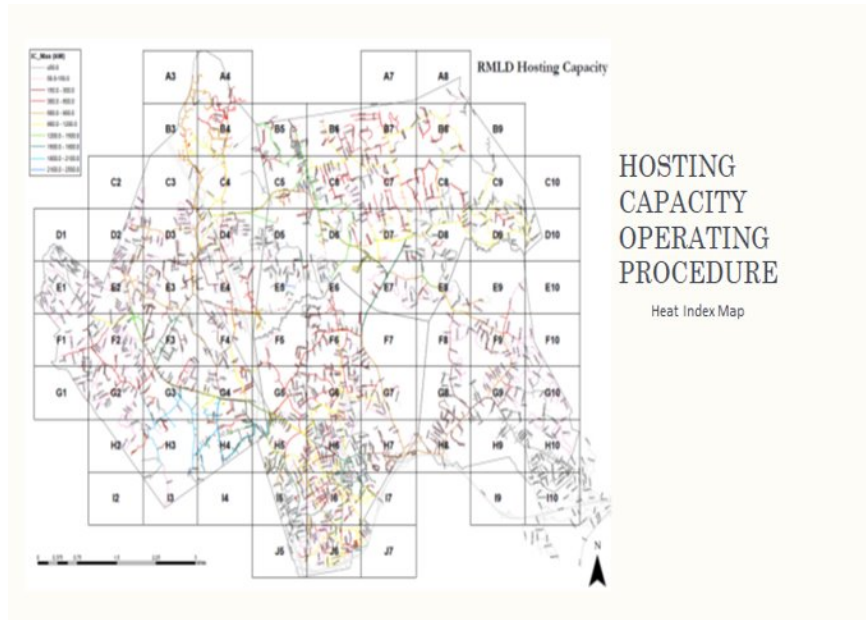 RMLD Hosting Capacity
A3 A4 A7 A8
B3 B4 B5 B6 B7 B8 B9
C2 C3 C4 C5 C6 C7 C8 C9 C10
D1 D2 D3 D4 D5 D6 D7 D8 D9 D10
E1 E2 E3 E4 E5 E6 E7 E8 E9 E10
F1 F2 F3 F4 F5 F6 F7 F8 F9 F10
G1 G2 G3 G4 G5 G6 G7 G8 G9 G10
H2 H3 H4 H5 H6 H7 H8 H9 H10
I2 I3 I4 I5 I6 I7 I9 I10
J5 J6 J7
N
HOSTING
CAPACITY
OPERATING
PROCEDURE
Heat Index Map